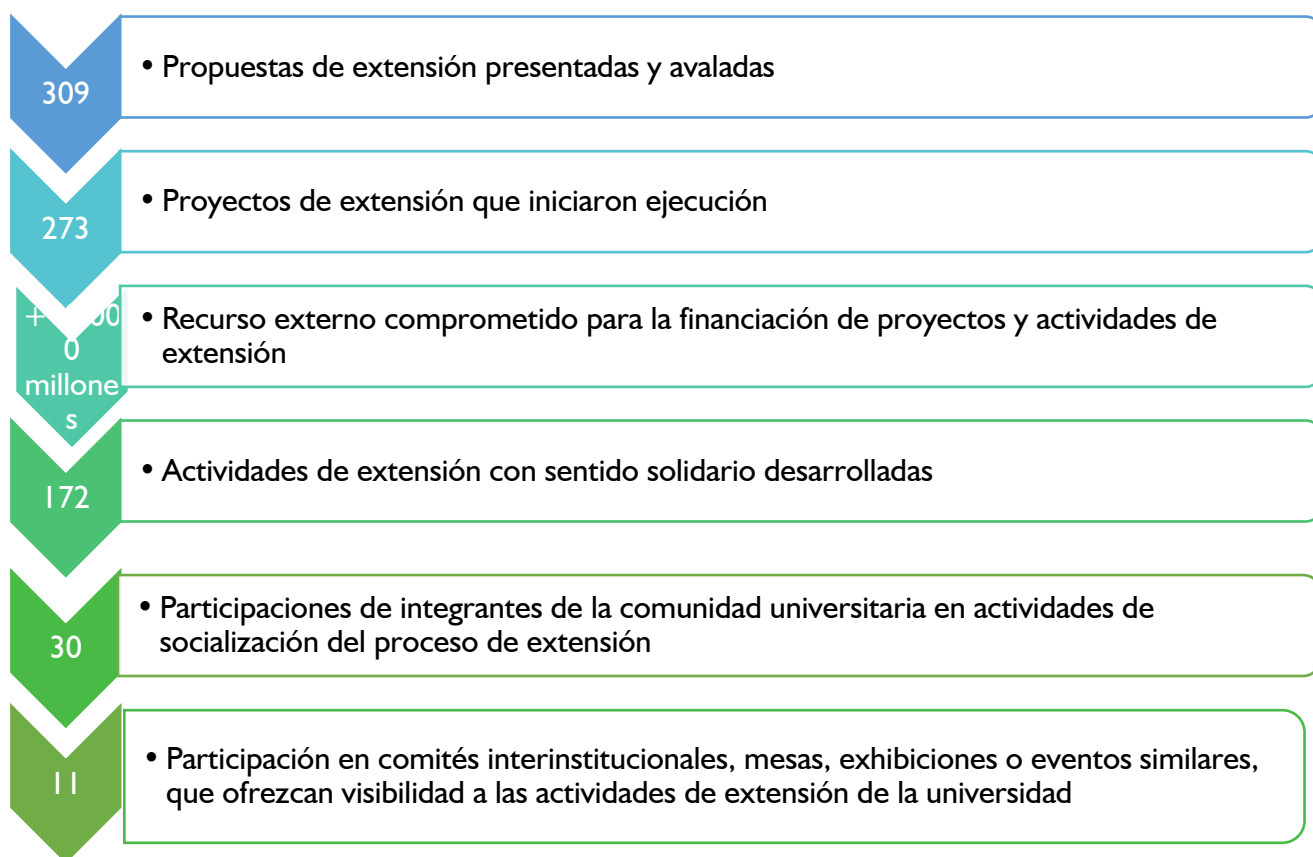 309
• Propuestas de extensión presentadas y avaladas
273
• Proyectos de extensión que iniciaron ejecución
0
millone
s
• Recurso externo comprometido para la financiación de proyectos y actividades de
extensión
172
• Actividades de extensión con sentido solidario desarrolladas
30
• Participaciones de integrantes de la comunidad universitaria en actividades de
socialización del proceso de extensión
11
• Participación en comités interinstitucionales, mesas, exhibiciones o eventos similares,
que ofrezcan visibilidad a las actividades de extensión de la universidad